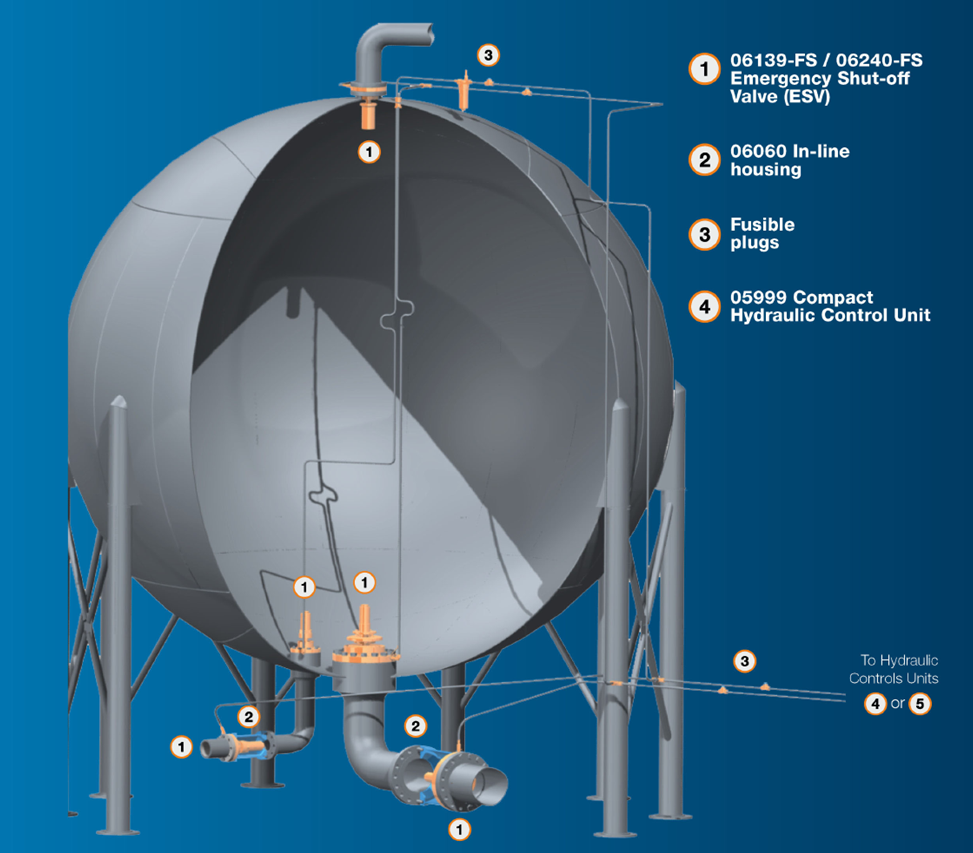 3
1
06139-FS / 06240-FS
Emergency Shut-off
Valve (ESV)
1
2
06060 In-line
housing
3
Fusible
plugs
4
05999 Compact
Hydraulic Control Unit
1
1
3
To Hydraulic
Controls Units
4 or 5
2
2
1
1